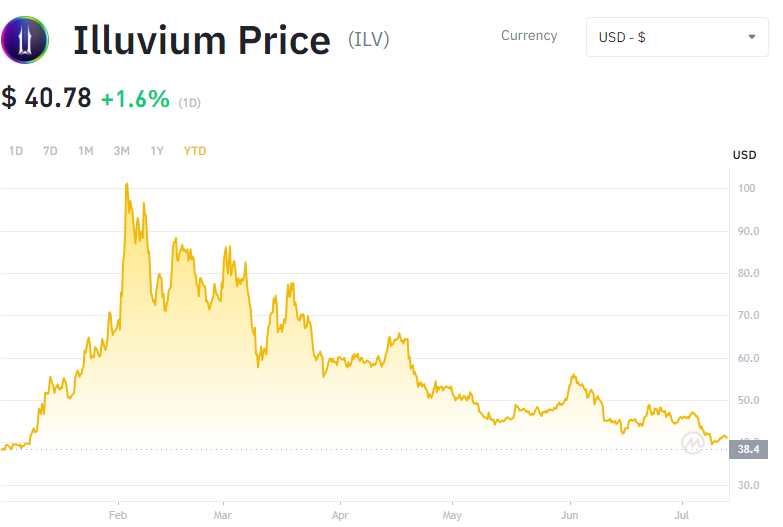 Illuvium Price (ILV)
Currency
USD - $
$ 40.78 +1.6% (1D)
1D 7D 1M 3M 1Y YTD
USD
100
90.0
80.0
70.0
60.0
50.0
38.4
30.0
Feb Mar Apr May Jun Jul